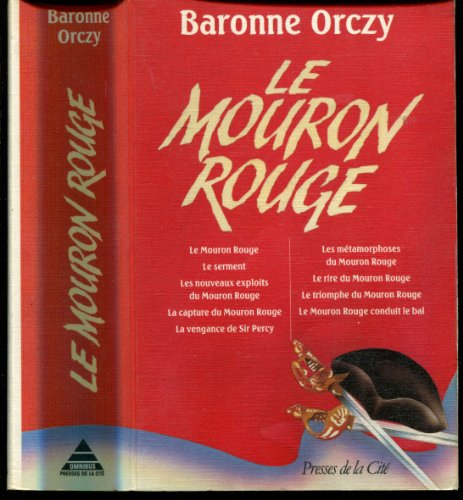 Baronne
Orczy
LE MOURON ROUGE
OMNIBUS
PRESSES DE LA CITÉ
Baronne Orczy
LE
MOURON
ROUGE
Le Mouron Rouge
Le serment
Les nouveaux exploits
du Mouron Rouge
La capture du Mouron Rouge
La vengance de Sir Percy
Les métamorphoses
du Mouron Rouge
Le rire du Mouron Rouge
Le triomphe du Mouron Rouge
Le Mouron Rouge conduit le bal
Presses de la Cité